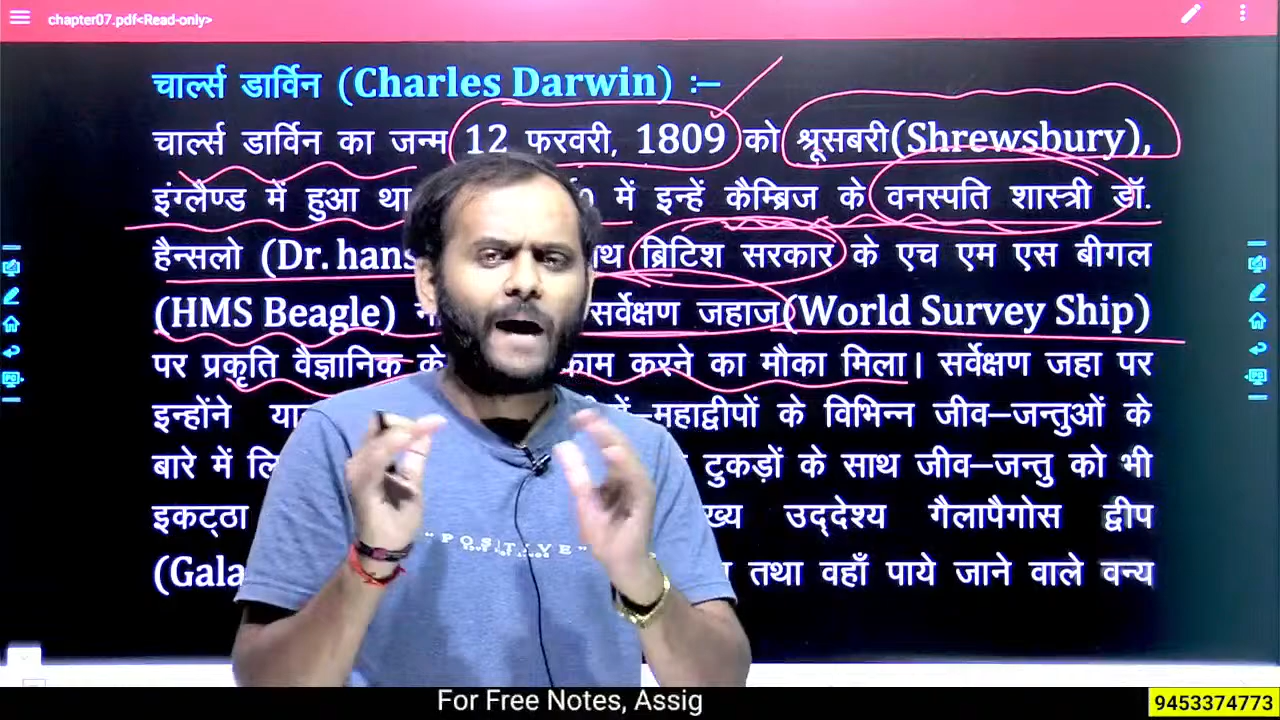 chapter07.pdf<Read-only>
चार्ल्स डार्विन (Charles Darwin) :–
चार्ल्स डार्विन का जन्म 12 फरवरी, 1809 को श्रूसबरी(Shrewsbury),
इंग्लैण्ड में हुआ था में इन्हें कैम्ब्रिज के वनस्पति शास्त्री डॉ.
हैन्सलो (Dr. hans ब्रिटिश सरकार के एच एम एस बीगल
(HMS Beagle) सर्वेक्षण जहाज(World Survey Ship)
पर प्रकृति वैज्ञानिक के काम करने का मौका मिला। सर्वेक्षण जहा पर
इन्होंने महाद्वीपों के विभिन्न जीव–जन्तुओं के
बारे में टुकड़ों के साथ जीव–जन्तु को भी
इकट्ठा उद्देश्य गैलापैगोस द्वीप
(Gala तथा वहाँ पाये जाने वाले वन्य
"POSITIVE"
For Free Notes, Assig
9453374773